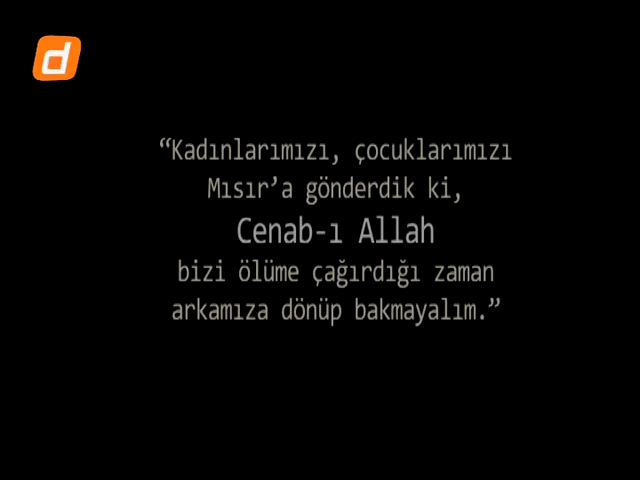 d
“Kadınlarımızı, çocuklarımızı
Mısır’a gönderdik ki,
Cenab-ı Allah
bizi ölüme çağırdığı zaman
arkamıza dönüp bakmayalım.”